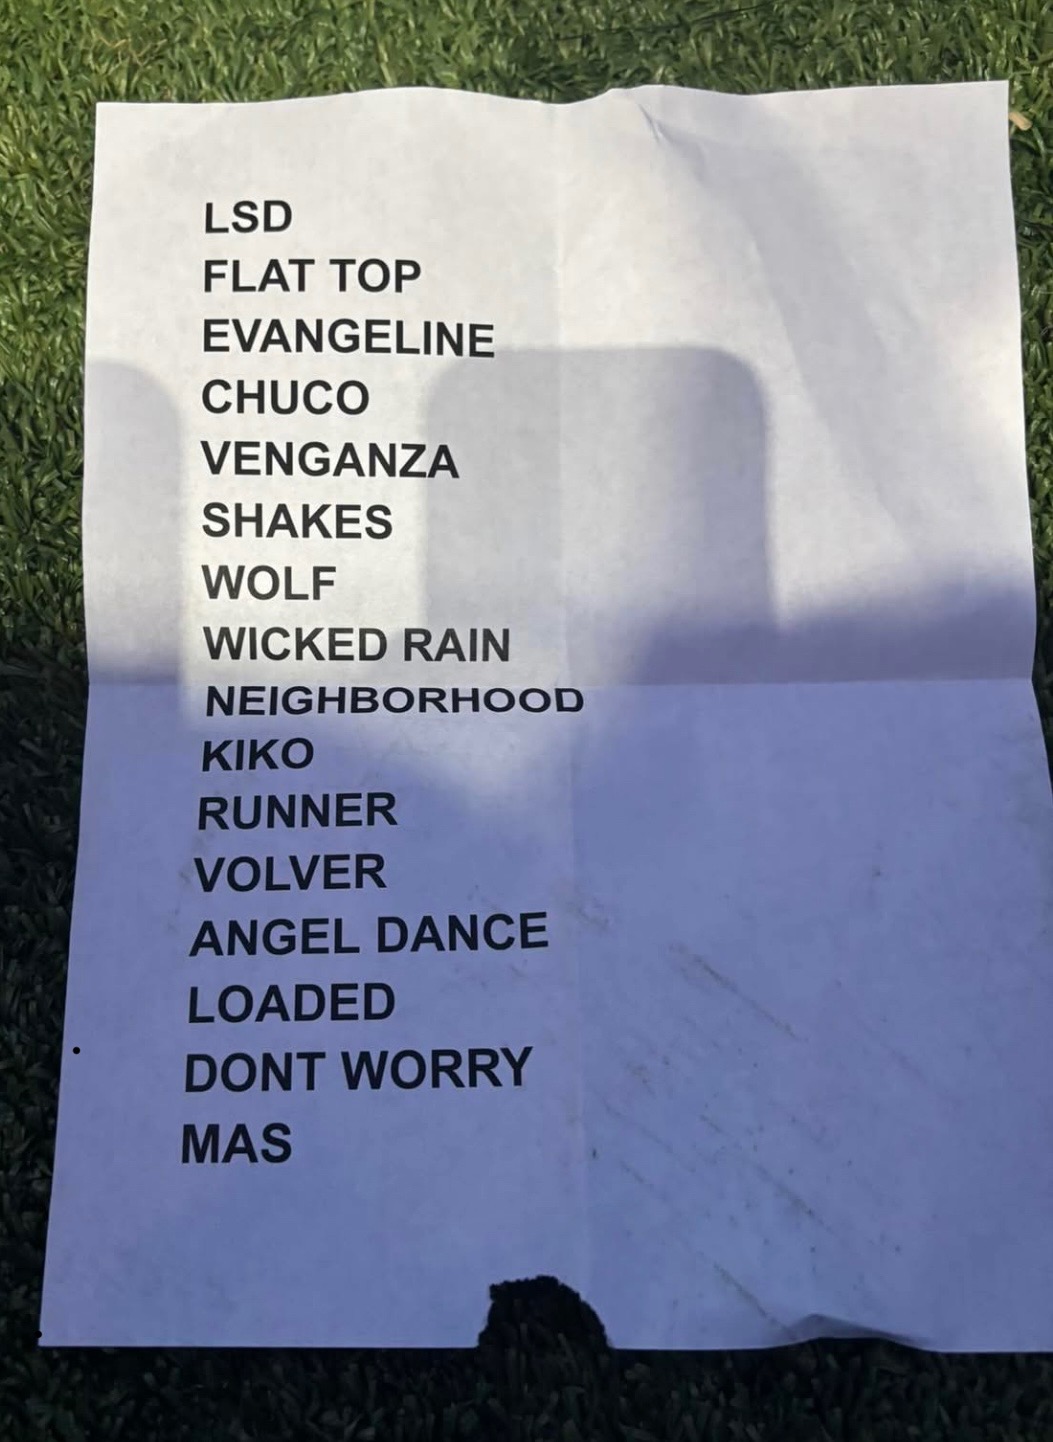 LSD
FLAT TOP
EVANGELINE
CHUCO
VENGANZA
SHAKES
WOLF
WICKED RAIN
NEIGHBORHOOD
KIKO
RUNNER
VOLVER
ANGEL DANCE
LOADED
DONT WORRY
MAS